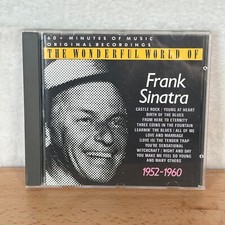 60+ MINUTES OF MUSIC
ORIGINAL RECORDINGS
THE WONDERFUL WORLD OF
Frank
Sinatra
CASTLE ROCK / YOUNG AT HEART
BIRTH OF THE BLUES
FROM HERE TO ETERNITY
THREE COINS IN THE FOUNTAIN
LEARNIN' THE BLUES / ALL OF ME
LOVE AND MARRIAGE
LOVE IS THE TENDER TRAP
YOU'RE SENSATIONAL
WITCHCRAFT / NIGHT AND DAY
YOU MAKE ME FEEL SO YOUNG
AND MANY OTHERS
1952-1960